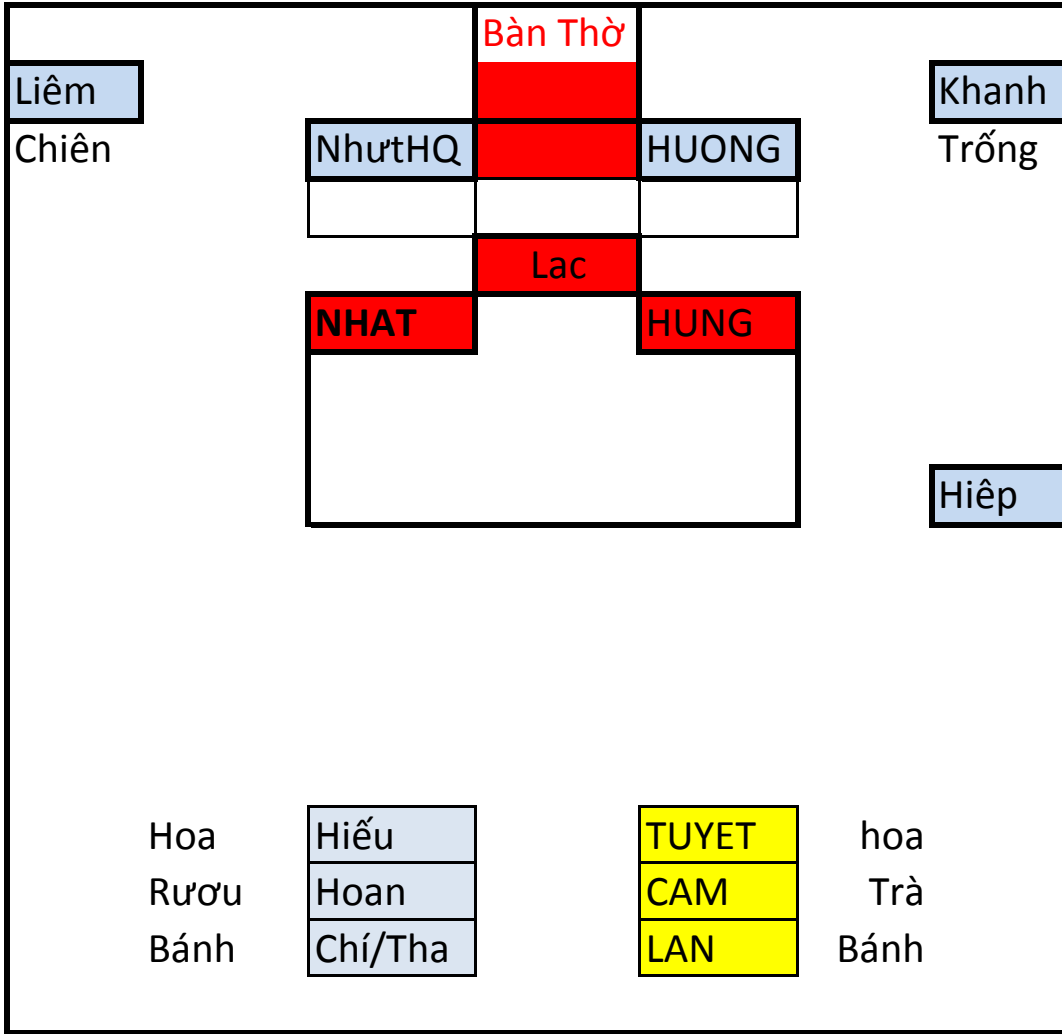 Bàn Thờ
Liêm Khanh
Chiên NhưtHQ HUONG Trống
Lac
NHAT HUNG
Hiêp
Hoa Hiếu TUYET hoa
Rươu Hoan CAM Trà
Bánh Chí/Tha LAN Bánh